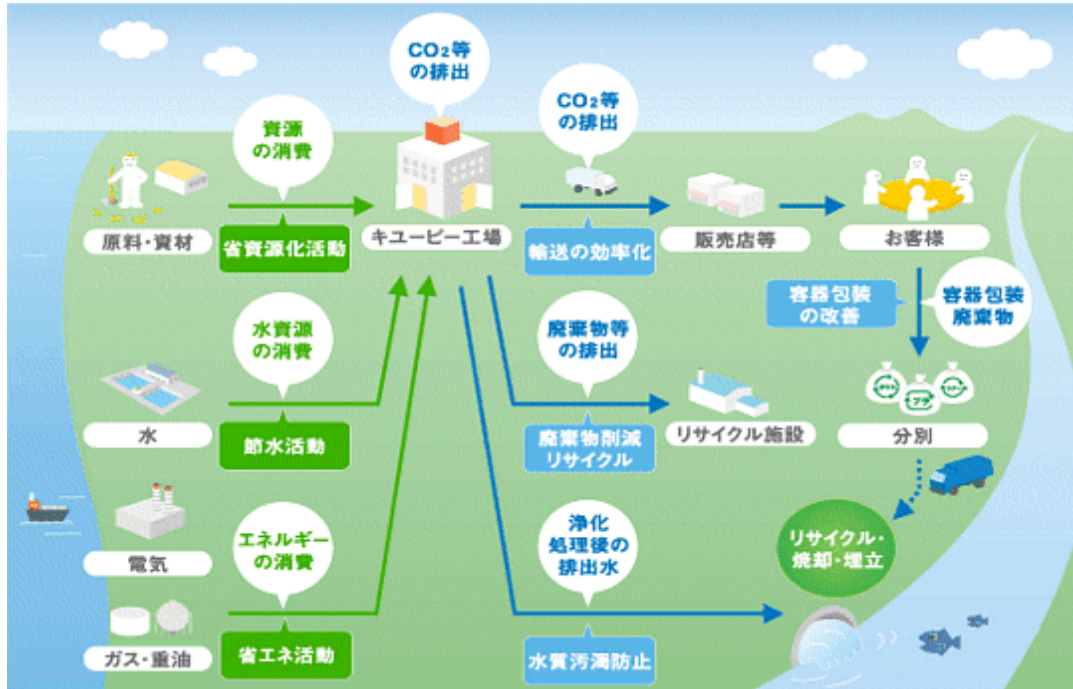 CO2等
の排出
CO2等
の排出
資源
の消費
原料・資材
省資源化活動
キユーピー工場
輸送の効率化
販売店等
お客様
容器包装
の改善
容器包装
廃棄物
水資源
の消費
廃棄物等
の排出
プラ
水
節水活動
廃棄物削減
リサイクル
リサイクル施設
分別
エネルギー
の消費
浄化
処理後の
排出水
リサイクル・
焼却・埋立
電気
ガス・重油
省エネ活動
水質汚濁防止